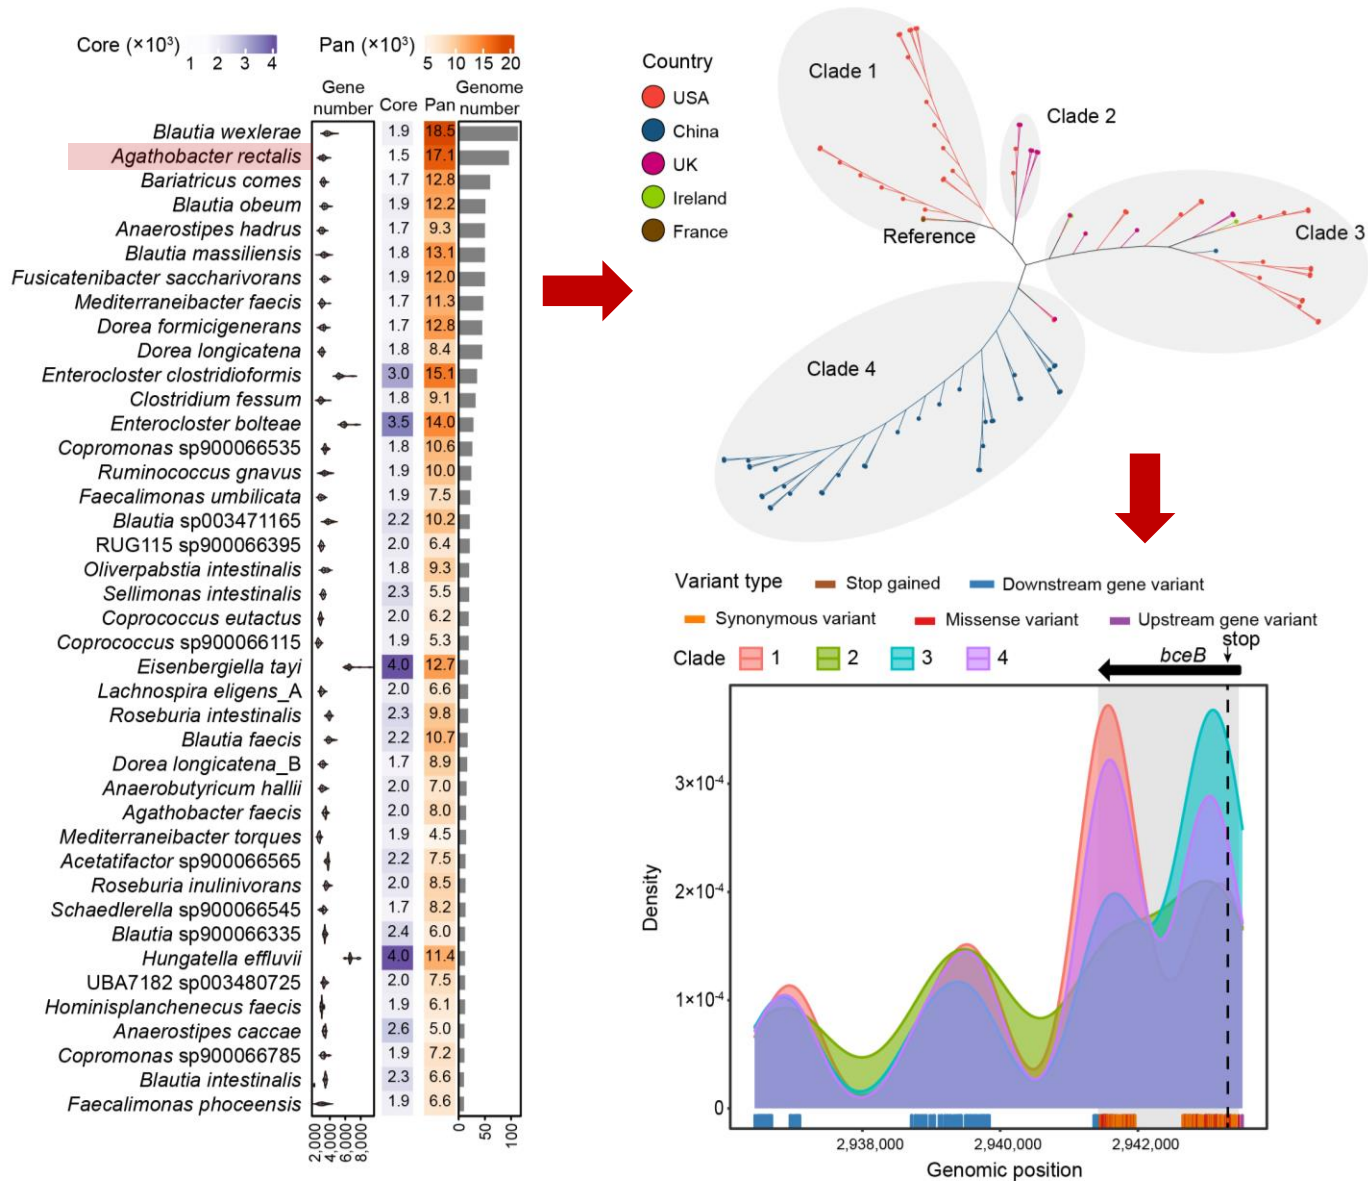 Core (×10³)
1 2 3 4
Pan (×10³)
5 10 15 20
Gene number Core Pan Genome number
Blautia wexlerae 1.9 18.5
Agathobacter rectalis 1.5 17.1
Bariatricus comes 1.7 12.8
Blautia obeum 1.9 12.2
Anaerostipes hadrus 1.7 9.3
Blautia massiliensis 1.8 13.1
Fusicatenibacter saccharivorans 1.9 12.0
Mediterraneibacter faecis 1.7 11.3
Dorea formicigenerans 1.7 12.8
Dorea longicatena 1.8 8.4
Enterocloster clostridioformis 3.0 15.1
Clostridium fessum 1.8 9.1
Enterocloster bolteae 3.5 14.0
Copromonas sp900066535 1.8 10.6
Ruminococcus gnavus 1.9 10.0
Faecalimonas umbilicata 1.9 7.5
Blautia sp003471165 2.2 10.2
RUG115 sp900066395 2.0 6.4
Oliverpabstia intestinalis 1.8 9.3
Sellimonas intestinalis 2.3 5.5
Coprococcus eutactus 2.0 6.2
Coprococcus sp900066115 1.9 5.3
Eisenbergiella tayi 4.0 12.7
Lachnospira eligens_A 2.0 6.6
Roseburia intestinalis 2.3 9.8
Blautia faecis 2.2 10.7
Dorea longicatena_B 1.7 8.9
Anaerobutyricum hallii 2.0 7.0
Agathobacter faecis 2.0 8.0
Mediterraneibacter torques 1.9 4.5
Acetatifactor sp900066565 2.2 7.5
Roseburia inulinivorans 2.0 8.5
Schaedlerella sp900066545 1.7 8.2
Blautia sp900066335 2.4 6.0
Hungatella effluvii 4.0 11.4
UBA7182 sp003480725 2.0 7.5
Hominisplanchenecus faecis 1.9 6.1
Anaerostipes caccae 2.6 5.0
Copromonas sp900066785 1.9 7.2
Blautia intestinalis 2.3 6.6
Faecalimonas phoceensis 1.9 6.6
2,000 4,000 6,000 8,000
0 50 100
Country
USA
China
UK
Ireland
France
Clade 1
Clade 2
Clade 3
Reference
Clade 4
Variant type Stop gained Downstream gene variant
Synonymous variant Missense variant Upstream gene variant
Clade 1 2 3 4
stop
bceB
Density
3×10⁻⁴
2×10⁻⁴
1×10⁻⁴
0
2,938,000 2,940,000 2,942,000
Genomic position